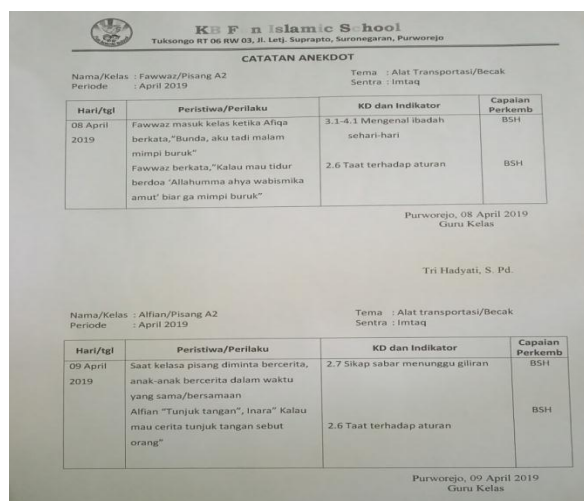 KB F n Islamic S hool
Tuksongo RT 06 RW 03, Jl. Letj. Suprapto, Suronegaran, Purworejo
CATATAN ANEKDOT
Nama/Kelas : Fawwaz/Pisang A2
Periode : April 2019
Tema : Alat Transportasi/Becak
Sentra : Imtaq
Hari/tgl Peristiwa/Perilaku KD dan Indikator Capaian Perkemb
08 April 2019
Fawwaz masuk kelas ketika Afiqa
berkata,"Bunda, aku tadi malam
mimpi buruk"
Fawwaz berkata,"Kalau mau tidur
berdoa 'Allahumma ahya wabismika
amut' biar ga mimpi buruk"
3.1-4.1 Mengenal ibadah
sehari-hari
2.6 Taat terhadap aturan
BSH
BSH
Purworejo, 08 April 2019
Guru Kelas
Tri Hadyati, S. Pd.
Nama/Kelas : Alfian/Pisang A2
Periode : April 2019
Tema : Alat transportasi/Becak
Sentra : Imtaq
Hari/tgl Peristiwa/Perilaku KD dan Indikator Capaian Perkemb
09 April 2019
Saat kelasa pisang diminta bercerita,
anak-anak bercerita dalam waktu
yang sama/bersamaan
Alfian "Tunjuk tangan", Inara" Kalau
mau cerita tunjuk tangan sebut
orang"
2.7 Sikap sabar menunggu giliran
2.6 Taat terhadap aturan
BSH
BSH
Purworejo, 09 April 2019
Guru Kelas